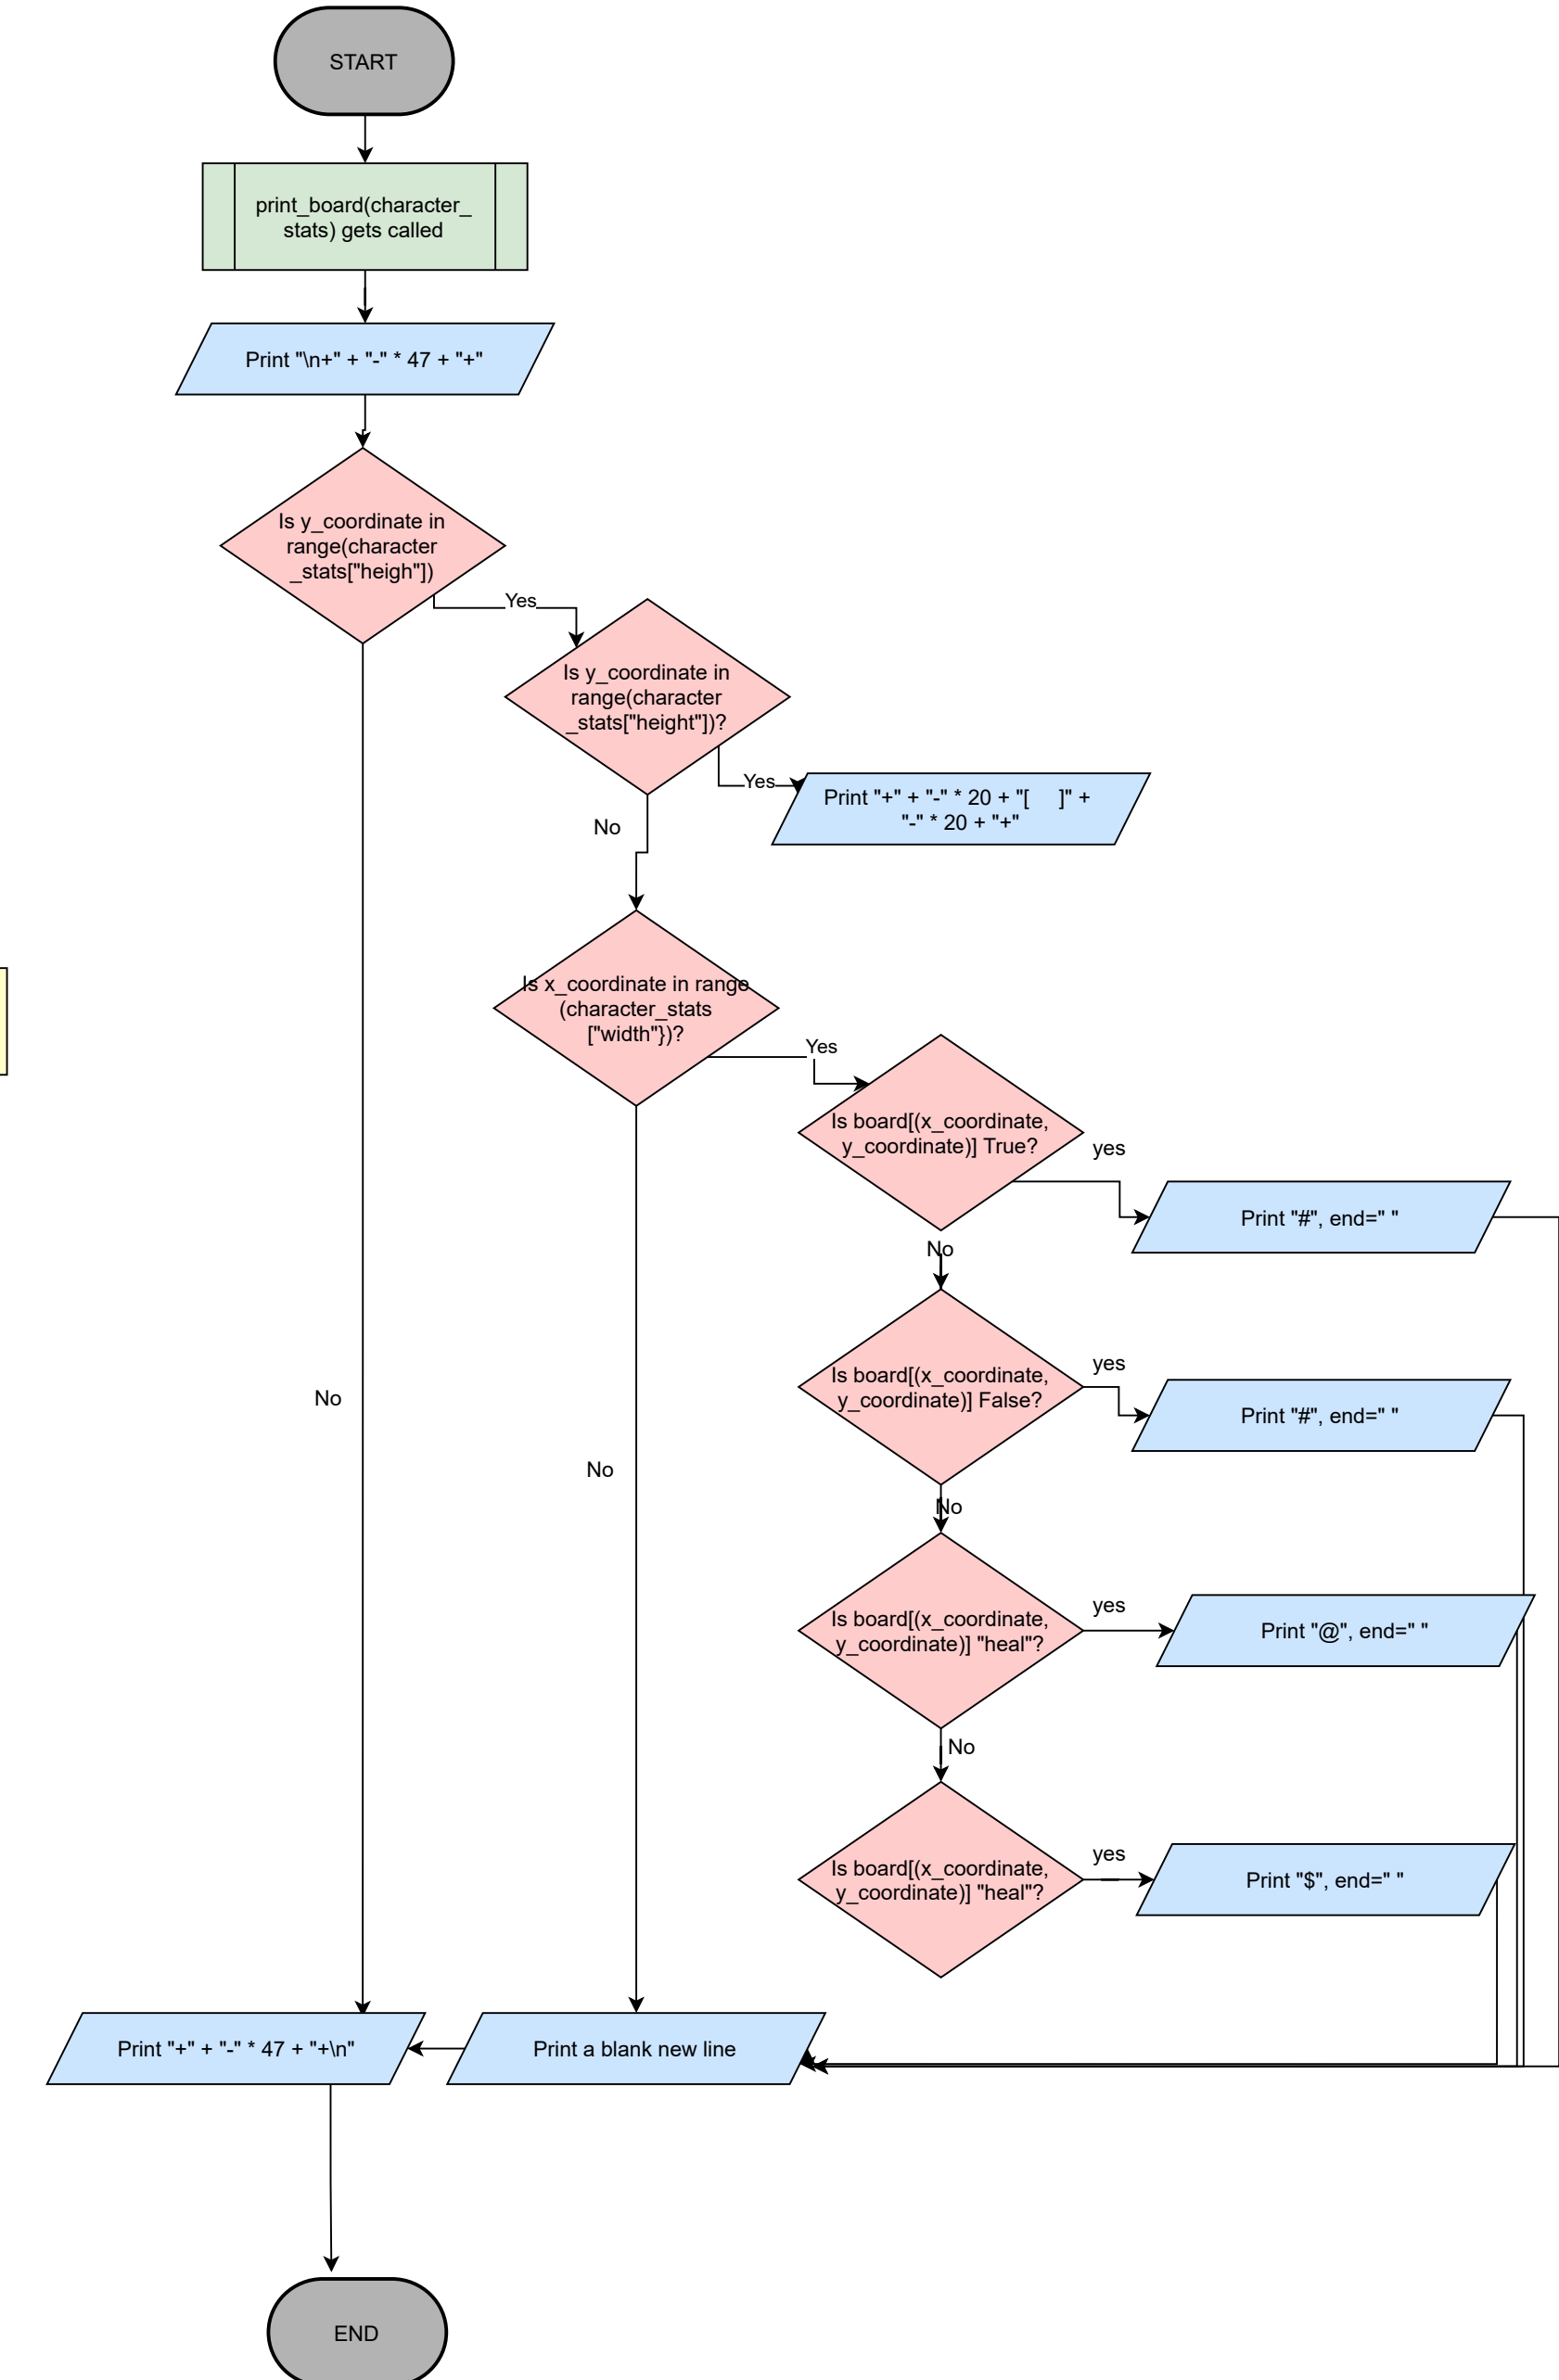 START
print_board(character_
stats) gets called
Print "\n+" + "-" * 47 + "+"
Is y_coordinate in
range(character
_stats["heigh"])
Yes
Is y_coordinate in
range(character
_stats["height"])?
Yes
Print "+" + "-" * 20 + "[     ]" +
"-" * 20 + "+"
No
Is x_coordinate in range
(character_stats
["width"})?
Yes
Is board[(x_coordinate,
y_coordinate)] True?
yes
Print "#", end=" "
No
Is board[(x_coordinate,
y_coordinate)] False?
yes
Print "#", end=" "
No
No
No
Is board[(x_coordinate,
y_coordinate)] "heal"?
yes
Print "@", end=" "
No
Is board[(x_coordinate,
y_coordinate)] "heal"?
yes
Print "$", end=" "
Print "+" + "-" * 47 + "+\n"
Print a blank new line
END